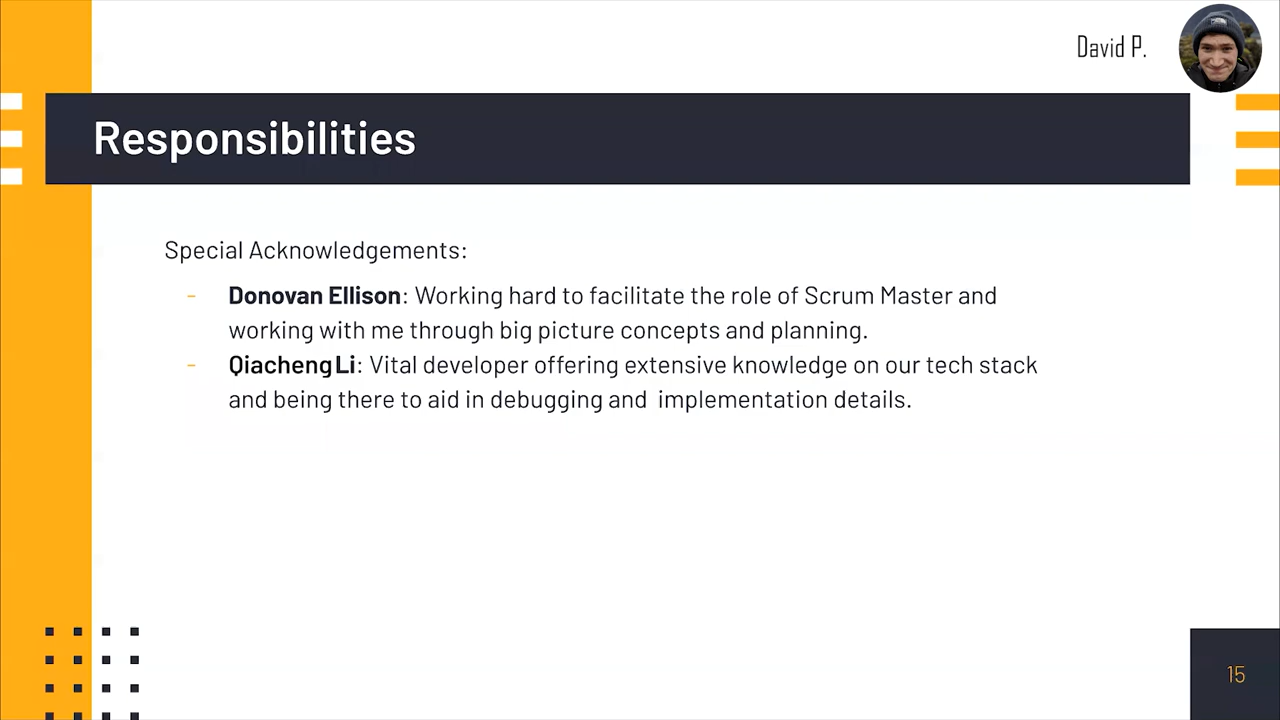 David P.
Responsibilities
Special Acknowledgements:
- Donovan Ellison: Working hard to facilitate the role of Scrum Master and
working with me through big picture concepts and planning.
- Qiacheng Li: Vital developer offering extensive knowledge on our tech stack
and being there to aid in debugging and implementation details.
15